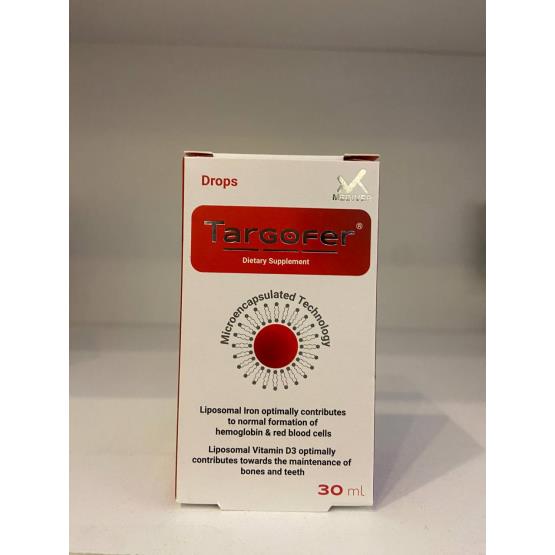 Drops
MEDIVER
Targofer®
Dietary Supplement
Microencapsulated Technology
Liposomal Iron optimally contributes
to normal formation of
hemoglobin & red blood cells
Liposomal Vitamin D3 optimally
contributes towards the maintenance of
bones and teeth
30 ml